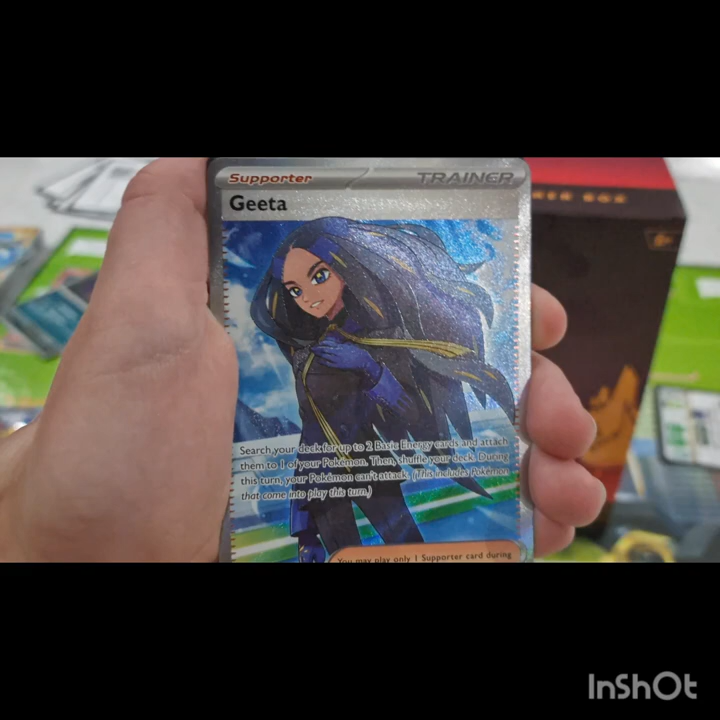 Supporter TRAINER
Geeta
Search your deck for up to 2 Basic Energy cards and attach
them to 1 of your Pokémon. Then, shuffle your deck. During
this turn, your Pokémon can't attack. (This includes Pokémon
that come into play this turn.)
You may play only 1 Supporter card during
BOX
InShOt